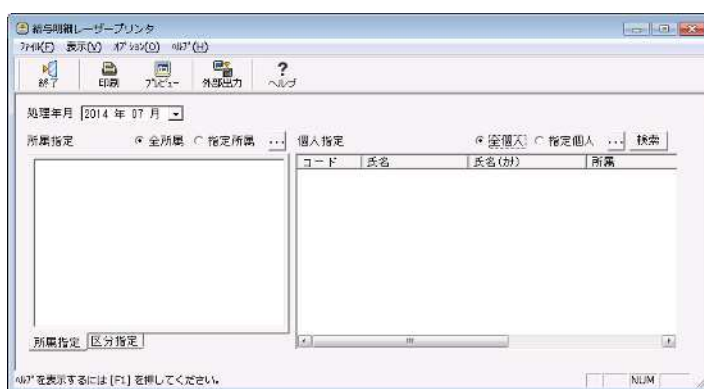 給与明細レーザープリンタ
ﾌｧｲﾙ(F) 表示(V) ｵﾌﾟｼｮﾝ(O) ﾍﾙﾌﾟ(H)
終了 印刷 ﾌﾟﾚﾋﾞｭｰ 外部出力 ヘルプ
処理年月 2014 年 07 月
所属指定 全所属 指定所属 ... 個人指定 全個人 指定個人 ... 検索
コード 氏名 氏名(ｶﾅ) 所属
所属指定 区分指定
ﾍﾙﾌﾟを表示するには [F1] を押してください。 NUM